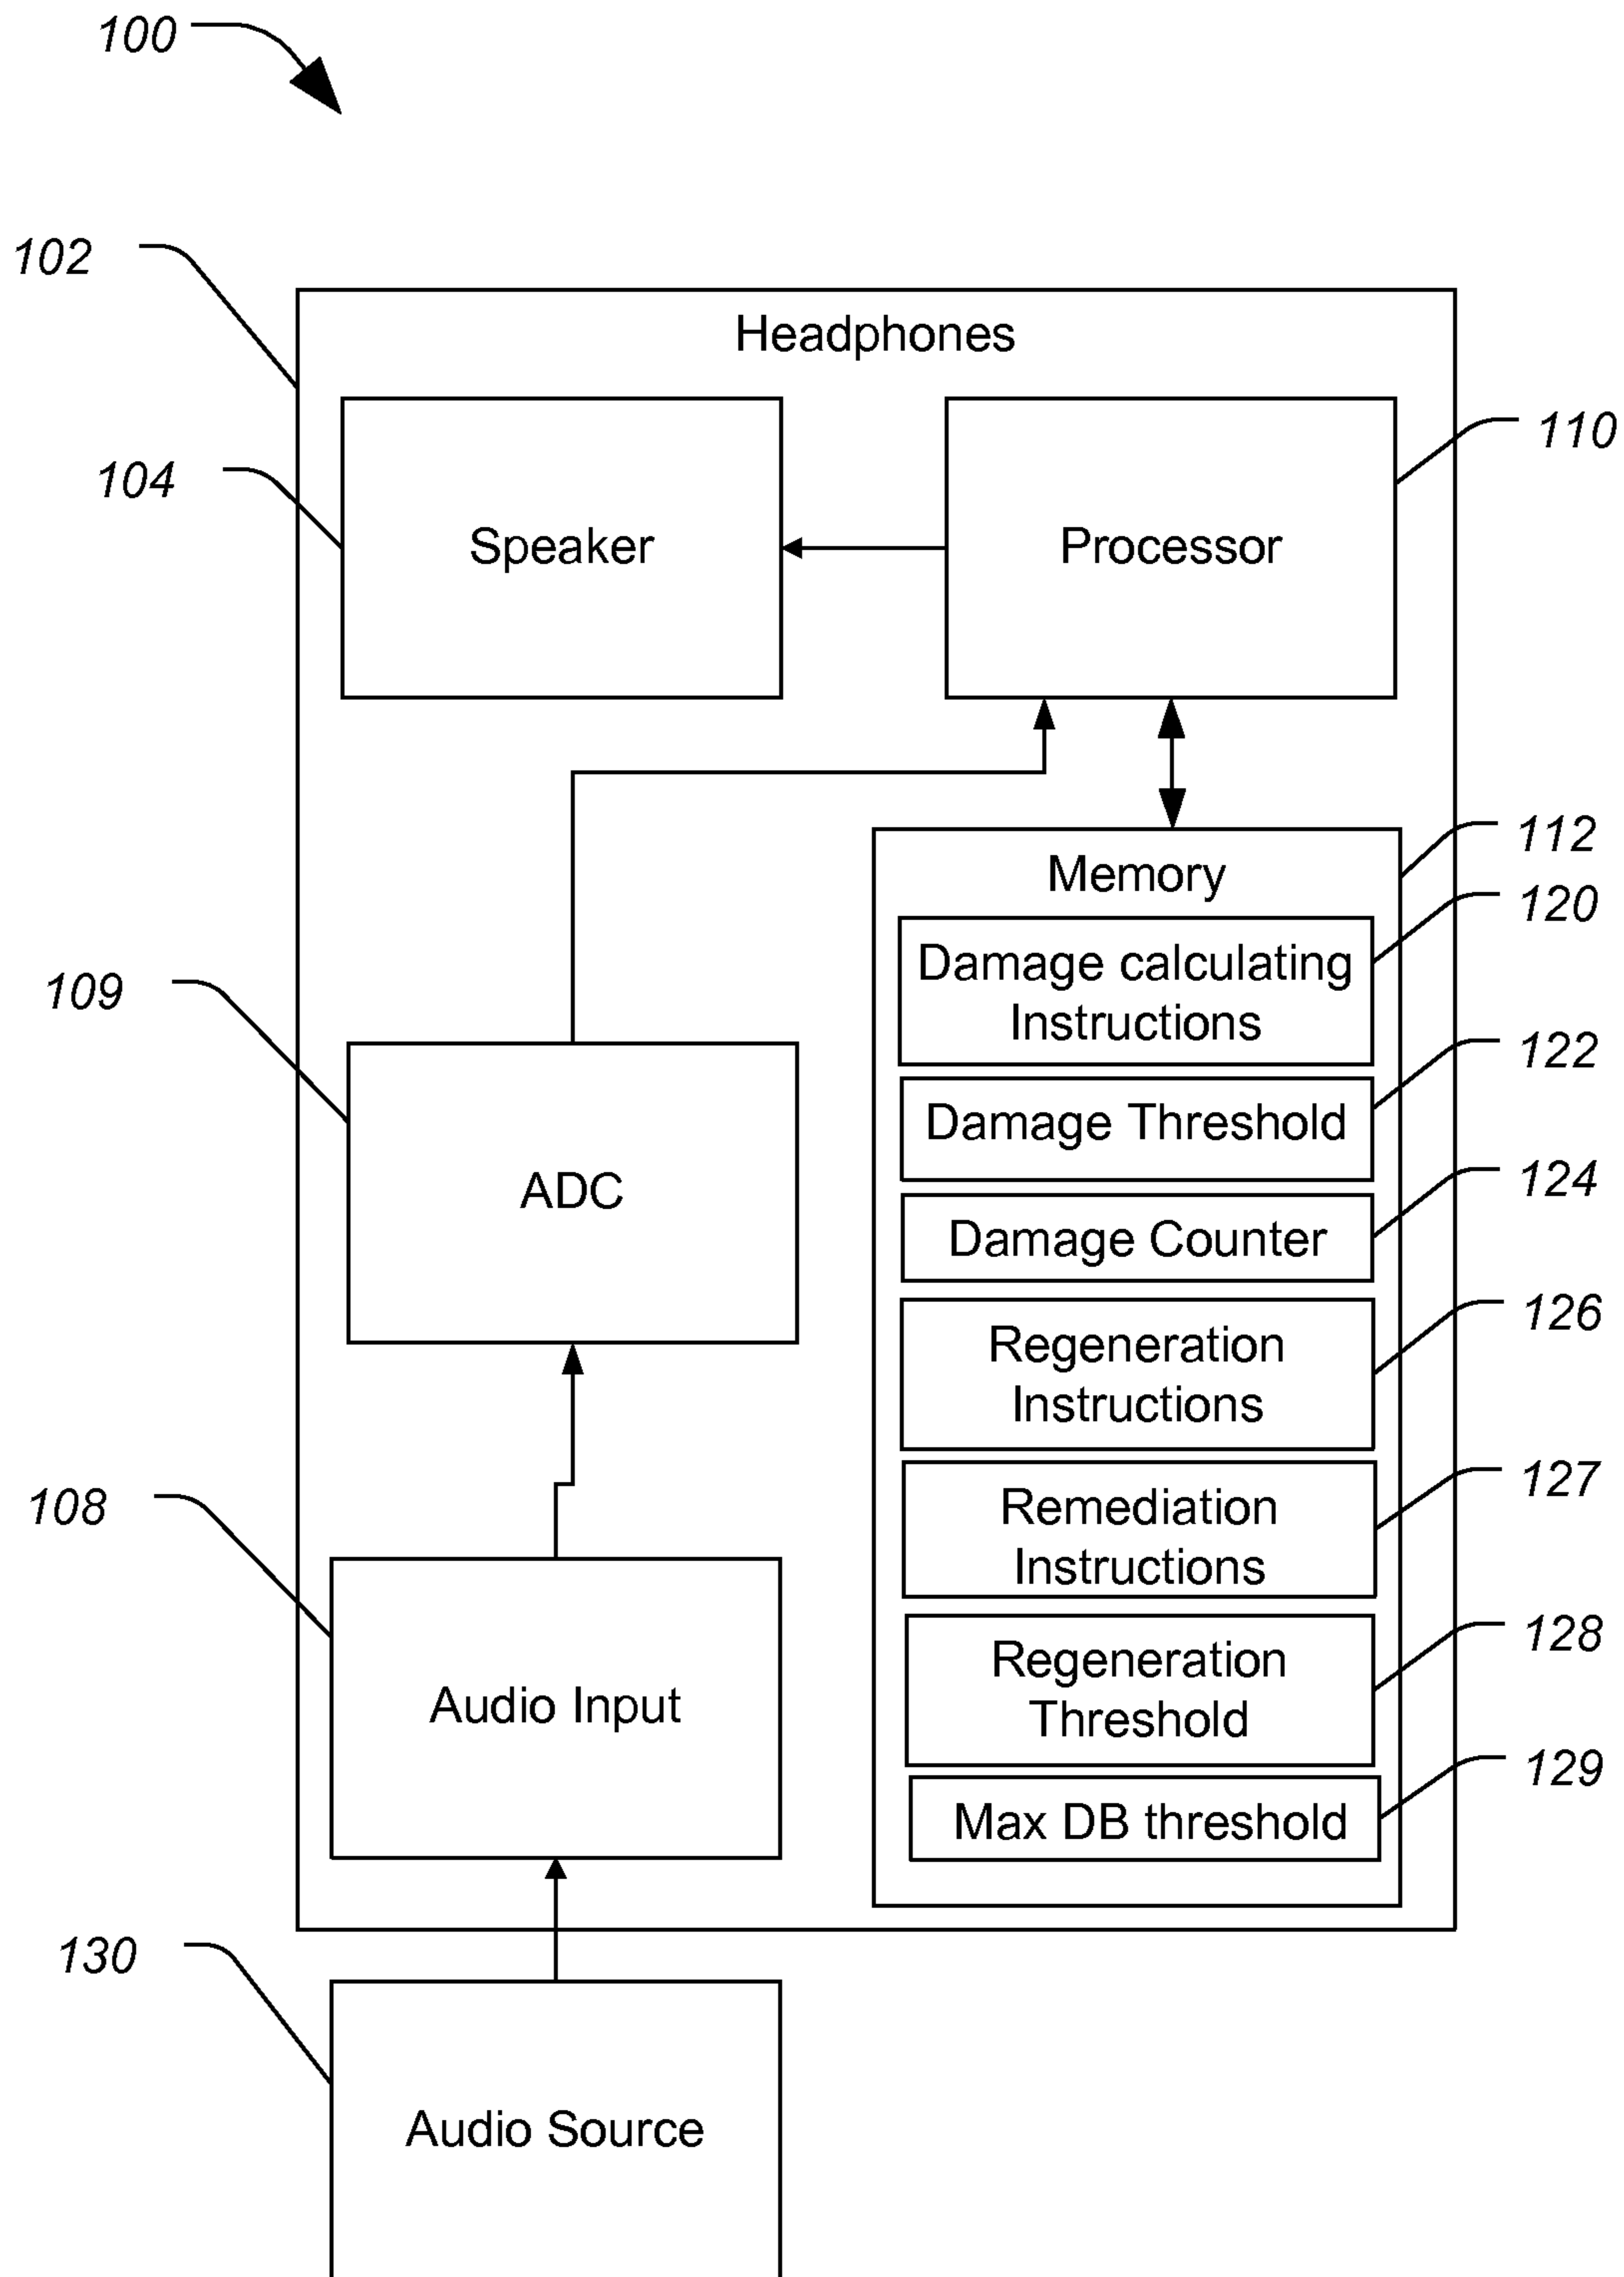 100
102
Headphones
104
Speaker
Processor
110
112
Memory
120
Damage calculating
Instructions
109
ADC
122
Damage Threshold
124
Damage Counter
126
Regeneration
Instructions
108
Audio Input
127
Remediation
Instructions
128
Regeneration
Threshold
129
Max DB threshold
130
Audio Source